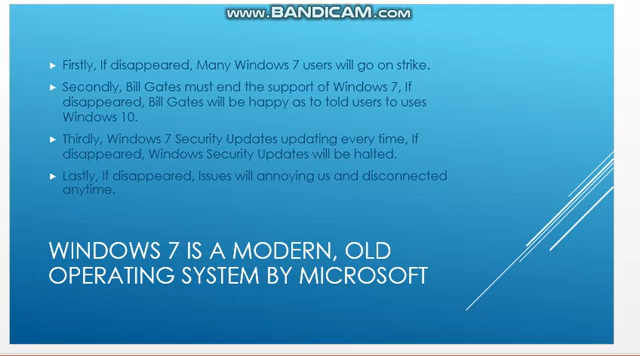 WWW.BANDICAM.COM
Firstly, If disappeared, Many Windows 7 users will go on strike.
Secondly, Bill Gates must end the support of Windows 7, If
disappeared, Bill Gates will be happy as to told users to uses
Windows 10.
Thirdly, Windows 7 Security Updates updating every time, If
disappeared, Windows Security Updates will be halted.
Lastly, If disappeared, Issues will annoying us and disconnected
anytime.
WINDOWS 7 IS A MODERN, OLD
OPERATING SYSTEM BY MICROSOFT